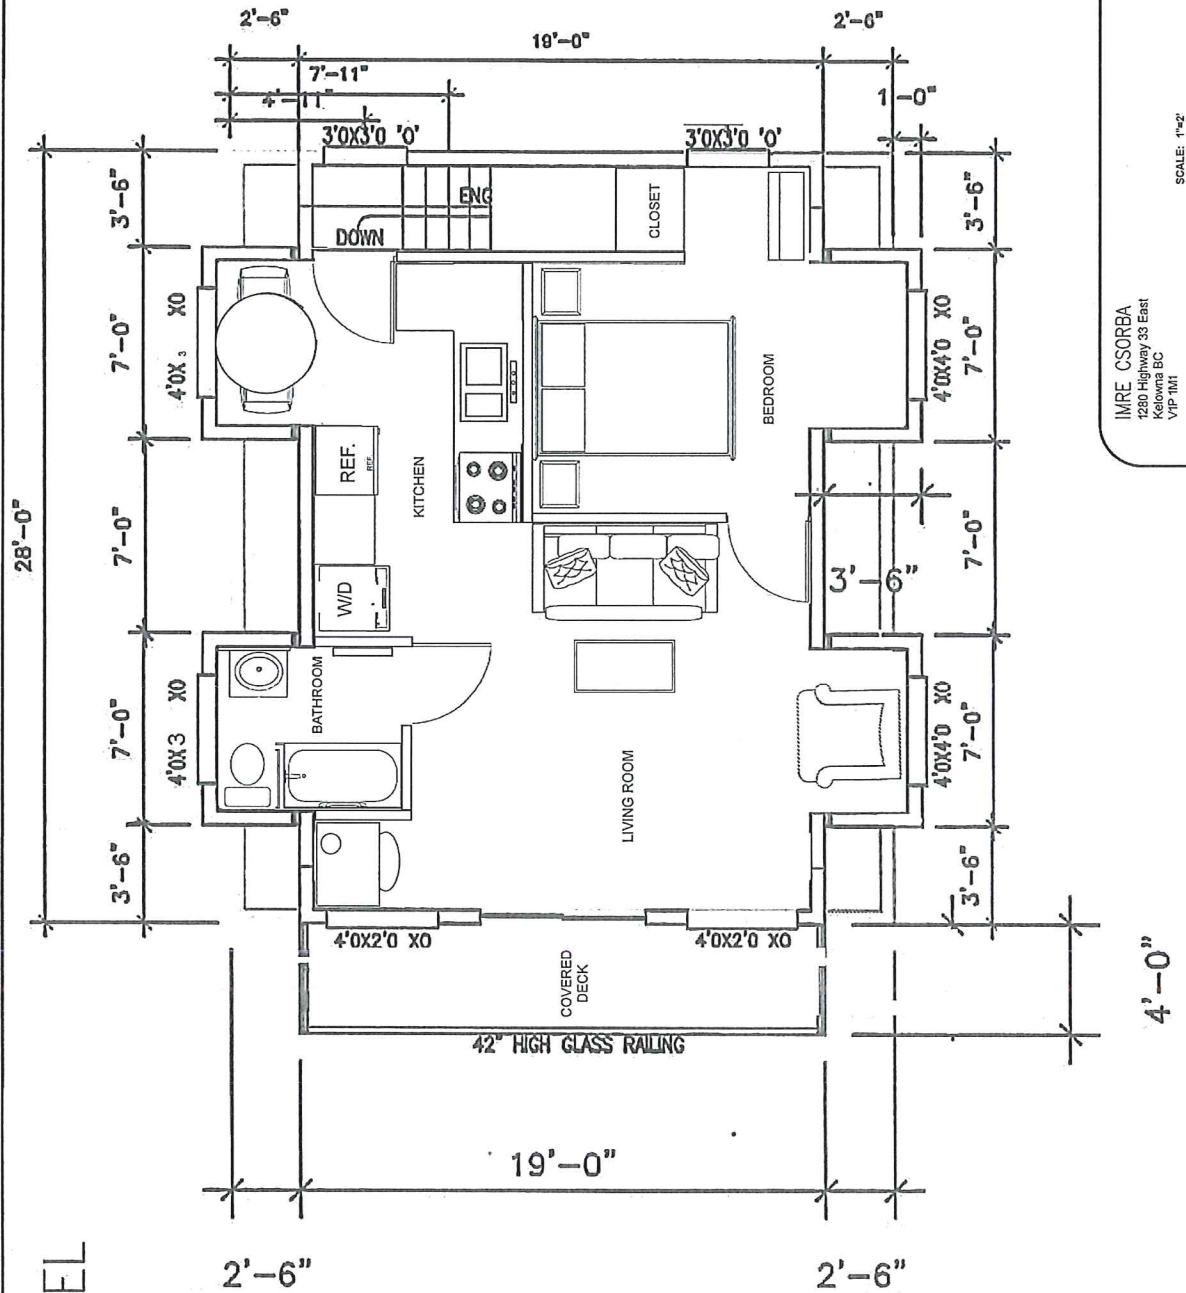 2'-6"
19'-0"
2'-6"
7'-11"
4'-11"
1'-0"
3'0X3'0 'O'
3'0X3'0 'O'
SCALE: 1"=2'
3'-6"
ENG
DOWN
CLOSET
3'-6"
7'-0"
4'0X 3 XO
BEDROOM
4'0X4'0 XO
7'-0"
IMRE CSORBA
1280 Highway 33 East
Kelowna BC
V1P 1M1
28'-0"
REF.
REF.
KITCHEN
7'-0"
7'-0"
3'-6"
W/D
BATHROOM
7'-0"
4'0X3 XO
LIVING ROOM
4'0X4'0 XO
7'-0"
3'-6"
3'-6"
4'0X2'0 XO
4'0X2'0 XO
COVERED
DECK
4'-0"
42" HIGH GLASS RAILING
19'-0"
EL
2'-6"
2'-6"